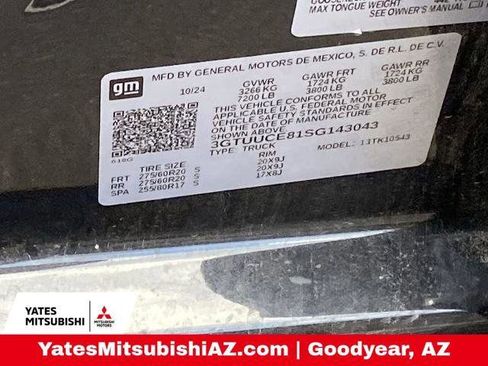 MAX TONGUE WEIGHT
SEE OWNER'S MANUAL
gm
MFD BY GENERAL MOTORS DE MEXICO, S. DE R.L. DE C.V.
10/24 GVWR GAWR FRT GAWR RR
3266 KG 1724 KG 1724 KG
7200 LB 3800 LB 3800 LB
THIS VEHICLE CONFORMS TO ALL
APPLICABLE U.S. FEDERAL MOTOR
VEHICLE SAFETY STANDARDS IN EFFECT
ON THE DATE OF MANUFACTURE
SHOWN ABOVE.
3GTUUCE81SG143043
TYPE: TRUCK MODEL: 13TK10543
618G
TIRE SIZE RIM
FRT 275/60R20 S 20X9J
RR 275/60R20 S 20X9J
SPA 255/80R17 S 17X8J
YATES
MITSUBISHI
MITSUBISHI
MOTORS
YatesMitsubishiAZ.com | Goodyear, AZ